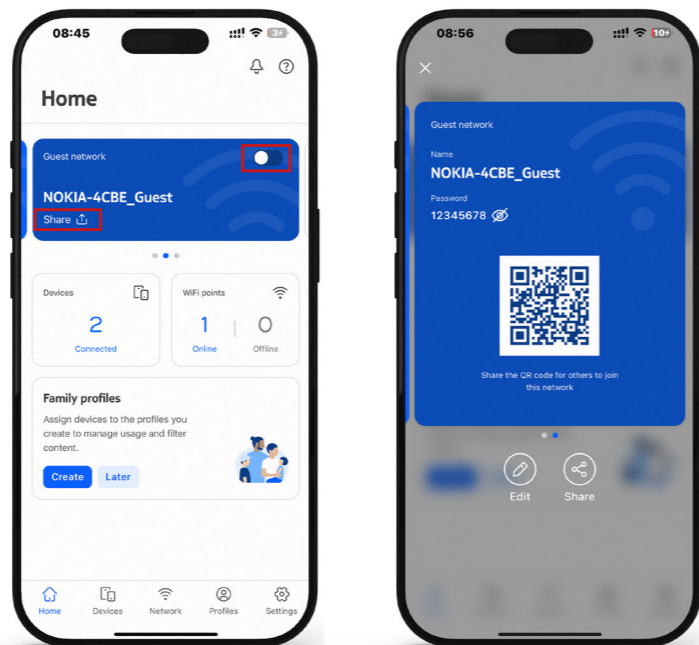 08:45
Home
Guest network
NOKIA-4CBE_Guest
Share
Devices
2
Connected
WiFi points
1
Online
0
Offline
Family profiles
Assign devices to the profiles you
create to manage usage and filter
content.
Create
Later
Home
Devices
Network
Profiles
Settings
08:56
10
Guest network
Name
NOKIA-4CBE_Guest
Password
12345678
Share the QR code for others to join
this network
Edit
Share